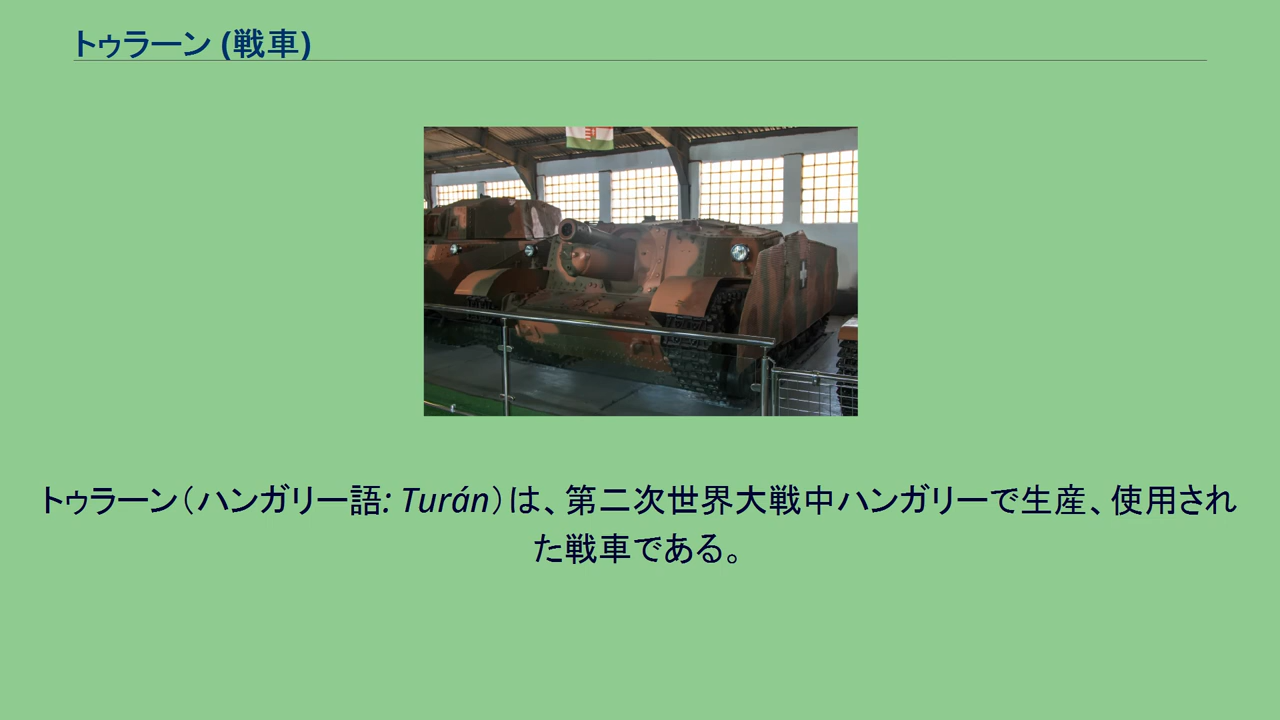 トゥラーン (戦車)
トゥラーン（ハンガリー語: Turán）は、第二次世界大戦中ハンガリーで生産、使用され
た戦車である。